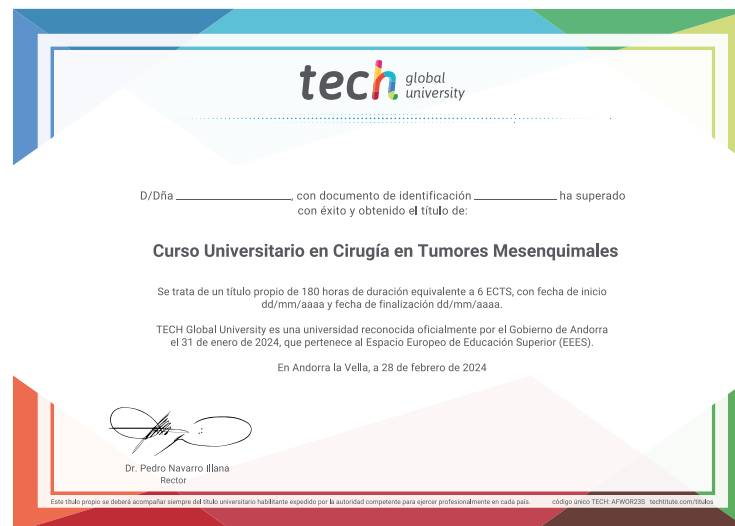 tech global university
D/Dña ____________, con documento de identificación ____________ ha superado
con éxito y obtenido el título de:
Curso Universitario en Cirugía en Tumores Mesenquimales
Se trata de un título propio de 180 horas de duración equivalente a 6 ECTS, con fecha de inicio
dd/mm/aaaa y fecha de finalización dd/mm/aaaa.
TECH Global University es una universidad reconocida oficialmente por el Gobierno de Andorra
el 31 de enero de 2024, que pertenece al Espacio Europeo de Educación Superior (EEES).
En Andorra la Vella, a 28 de febrero de 2024
Dr. Pedro Navarro Illana
Rector
Este título propio se deberá acompañar siempre del título universitario habilitante expedido por la autoridad competente para ejercer profesionalmente en cada país. código único TECH: AFWOR23S techtitute.com/titulos